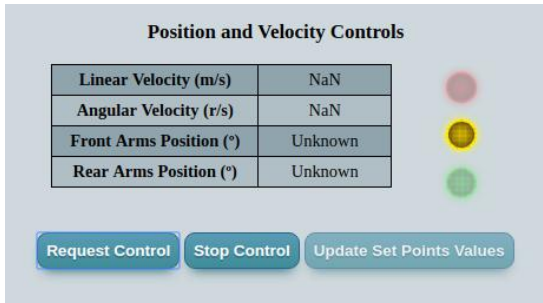 Position and Velocity Controls
Linear Velocity (m/s) NaN
Angular Velocity (r/s) NaN
Front Arms Position (º) Unknown
Rear Arms Position (º) Unknown
Request Control Stop Control Update Set Points Values